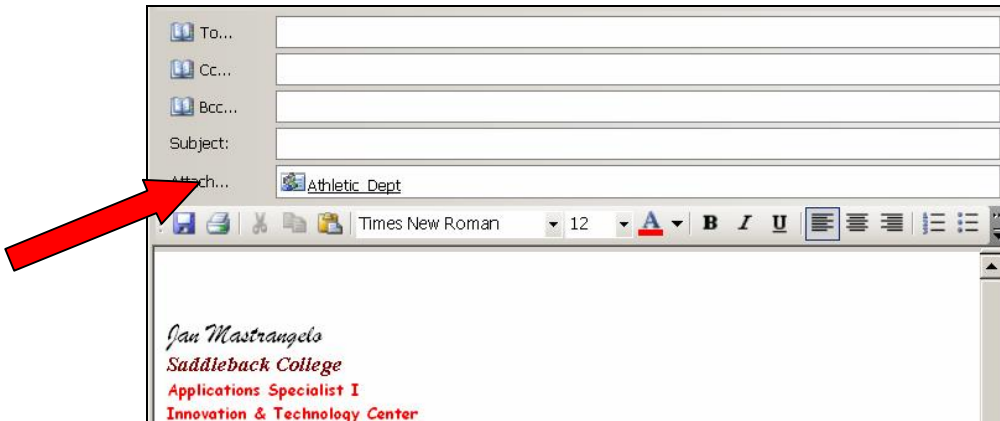 To...
Cc...
Bcc...
Subject:
Attach... Athletic Dept
Times New Roman 12 A B I U
Jan Mastrangelo
Saddleback College
Applications Specialist I
Innovation & Technology Center